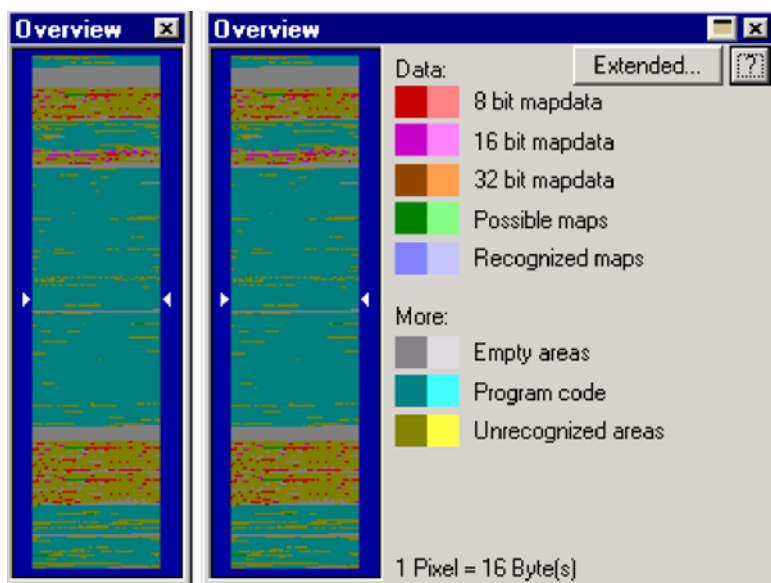 Overview
Overview
Data:
Extended...
?
8 bit mapdata
16 bit mapdata
32 bit mapdata
Possible maps
Recognized maps
More:
Empty areas
Program code
Unrecognized areas
1 Pixel = 16 Byte(s)